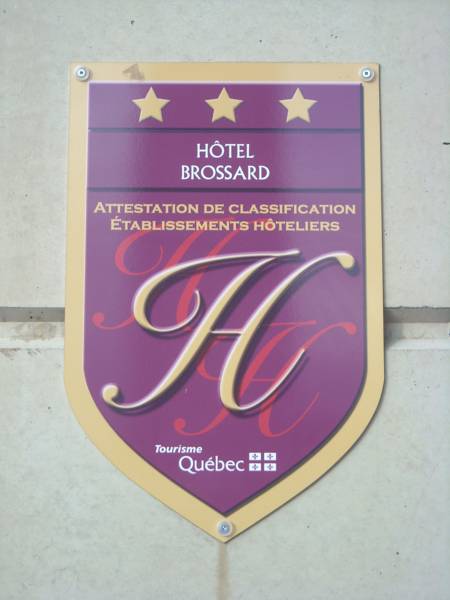 HÔTEL
BROSSARD
ATTESTATION DE CLASSIFICATION
ÉTABLISSEMENTS HÔTELIERS
H
H
H
Tourisme
Québec